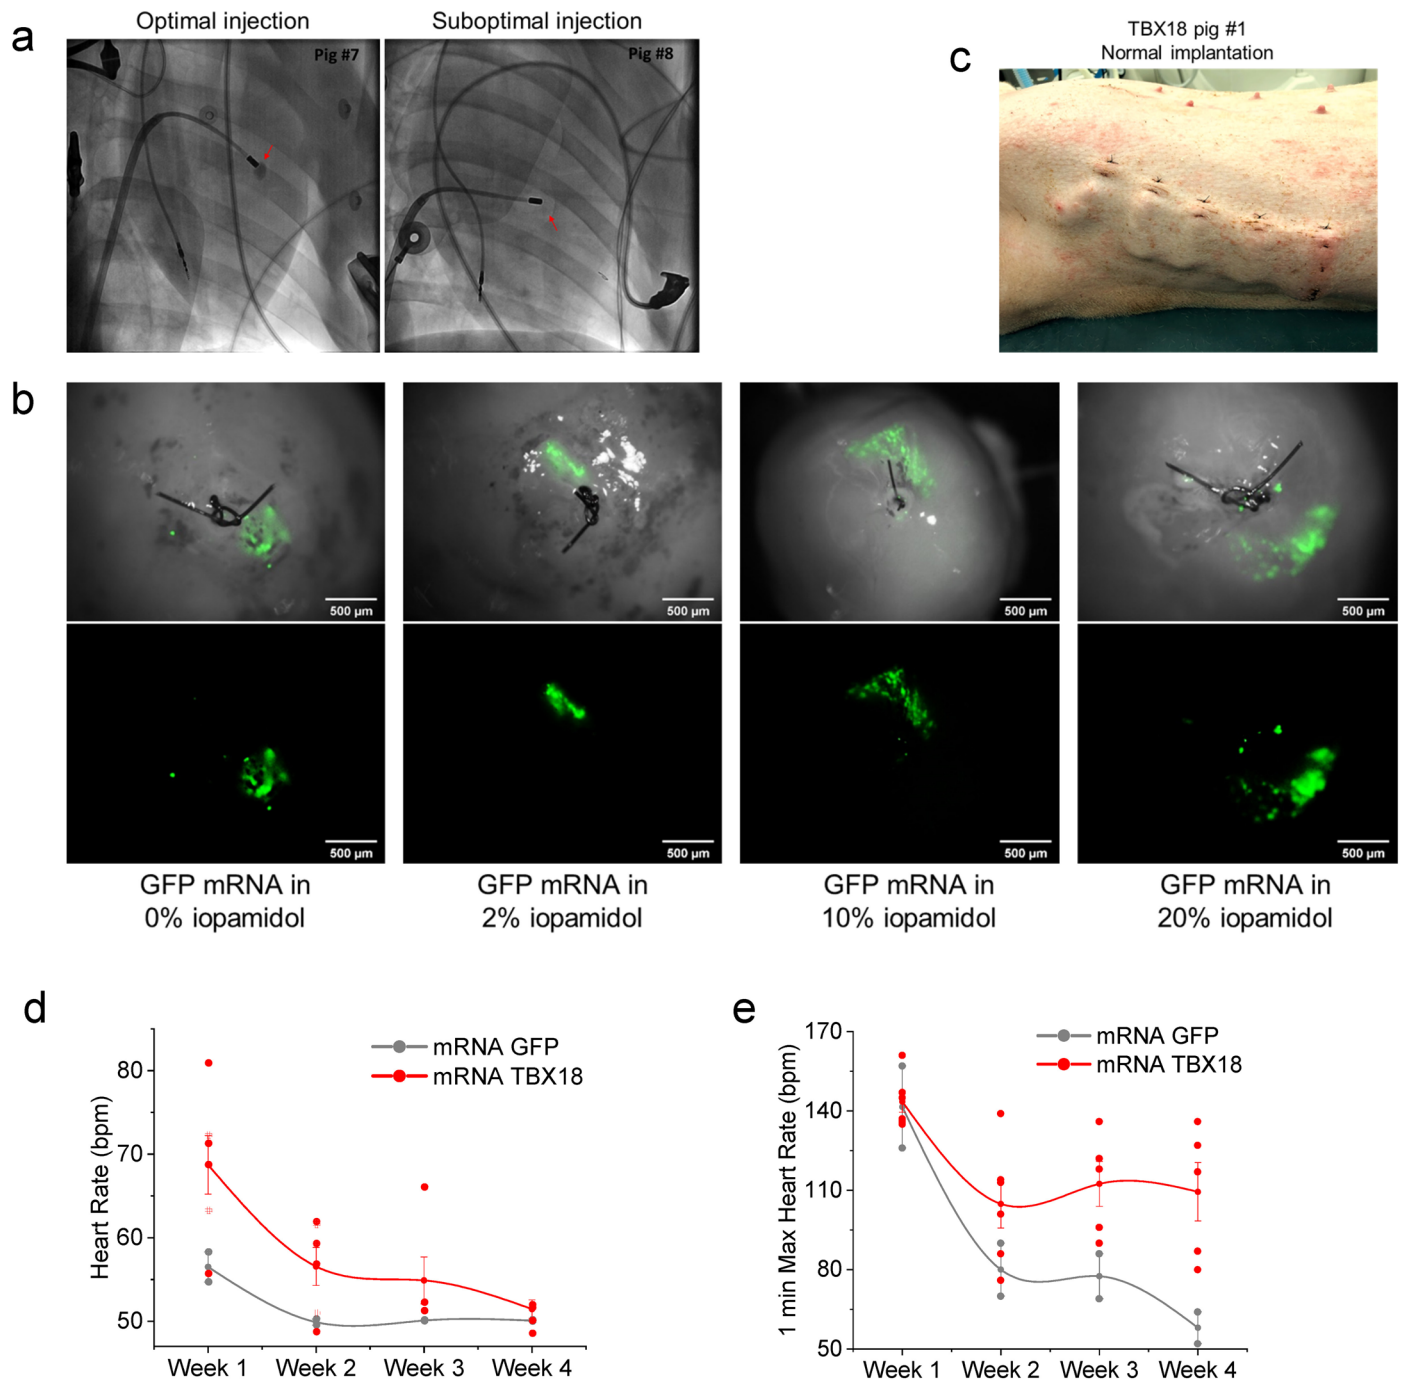 a
Optimal injection
Suboptimal injection
Pig #7
Pig #8
c
TBX18 pig #1
Normal implantation
b
500 µm
500 µm
500 µm
500 µm
500 µm
500 µm
500 µm
500 µm
GFP mRNA in
0% iopamidol
GFP mRNA in
2% iopamidol
GFP mRNA in
10% iopamidol
GFP mRNA in
20% iopamidol
d
mRNA GFP
mRNA TBX18
Heart Rate (bpm)
80
70
60
50
Week 1
Week 2
Week 3
Week 4
e
mRNA GFP
mRNA TBX18
1 min Max Heart Rate (bpm)
170
140
110
80
50
Week 1
Week 2
Week 3
Week 4